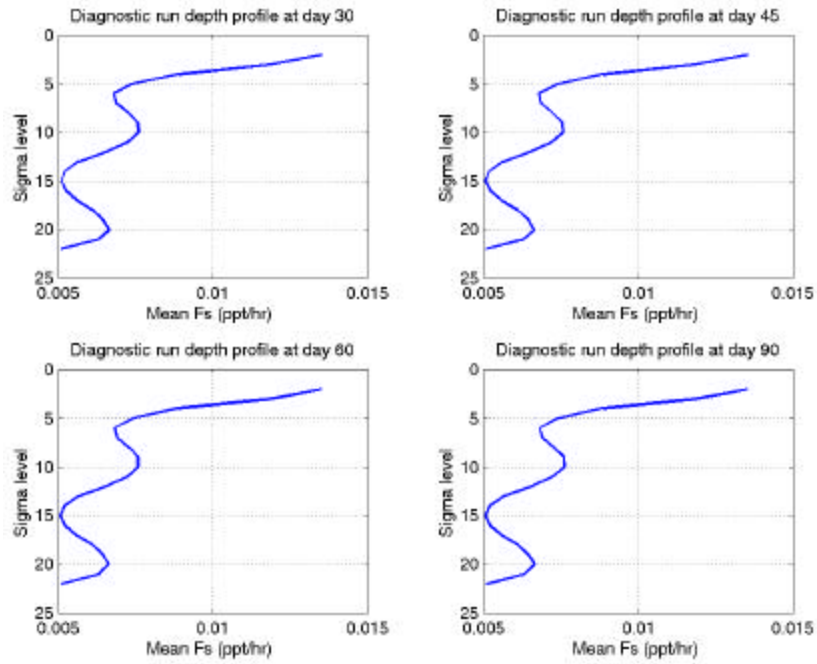 Diagnostic run depth profile at day 30
0
5
10
15
20
25
Sigma level
0.005 0.01 0.015
Mean Fs (ppt/hr)
Diagnostic run depth profile at day 45
0
5
10
15
20
25
Sigma level
0.005 0.01 0.015
Mean Fs (ppt/hr)
Diagnostic run depth profile at day 60
0
5
10
15
20
25
Sigma level
0.005 0.01 0.015
Mean Fs (ppt/hr)
Diagnostic run depth profile at day 90
0
5
10
15
20
25
Sigma level
0.005 0.01 0.015
Mean Fs (ppt/hr)